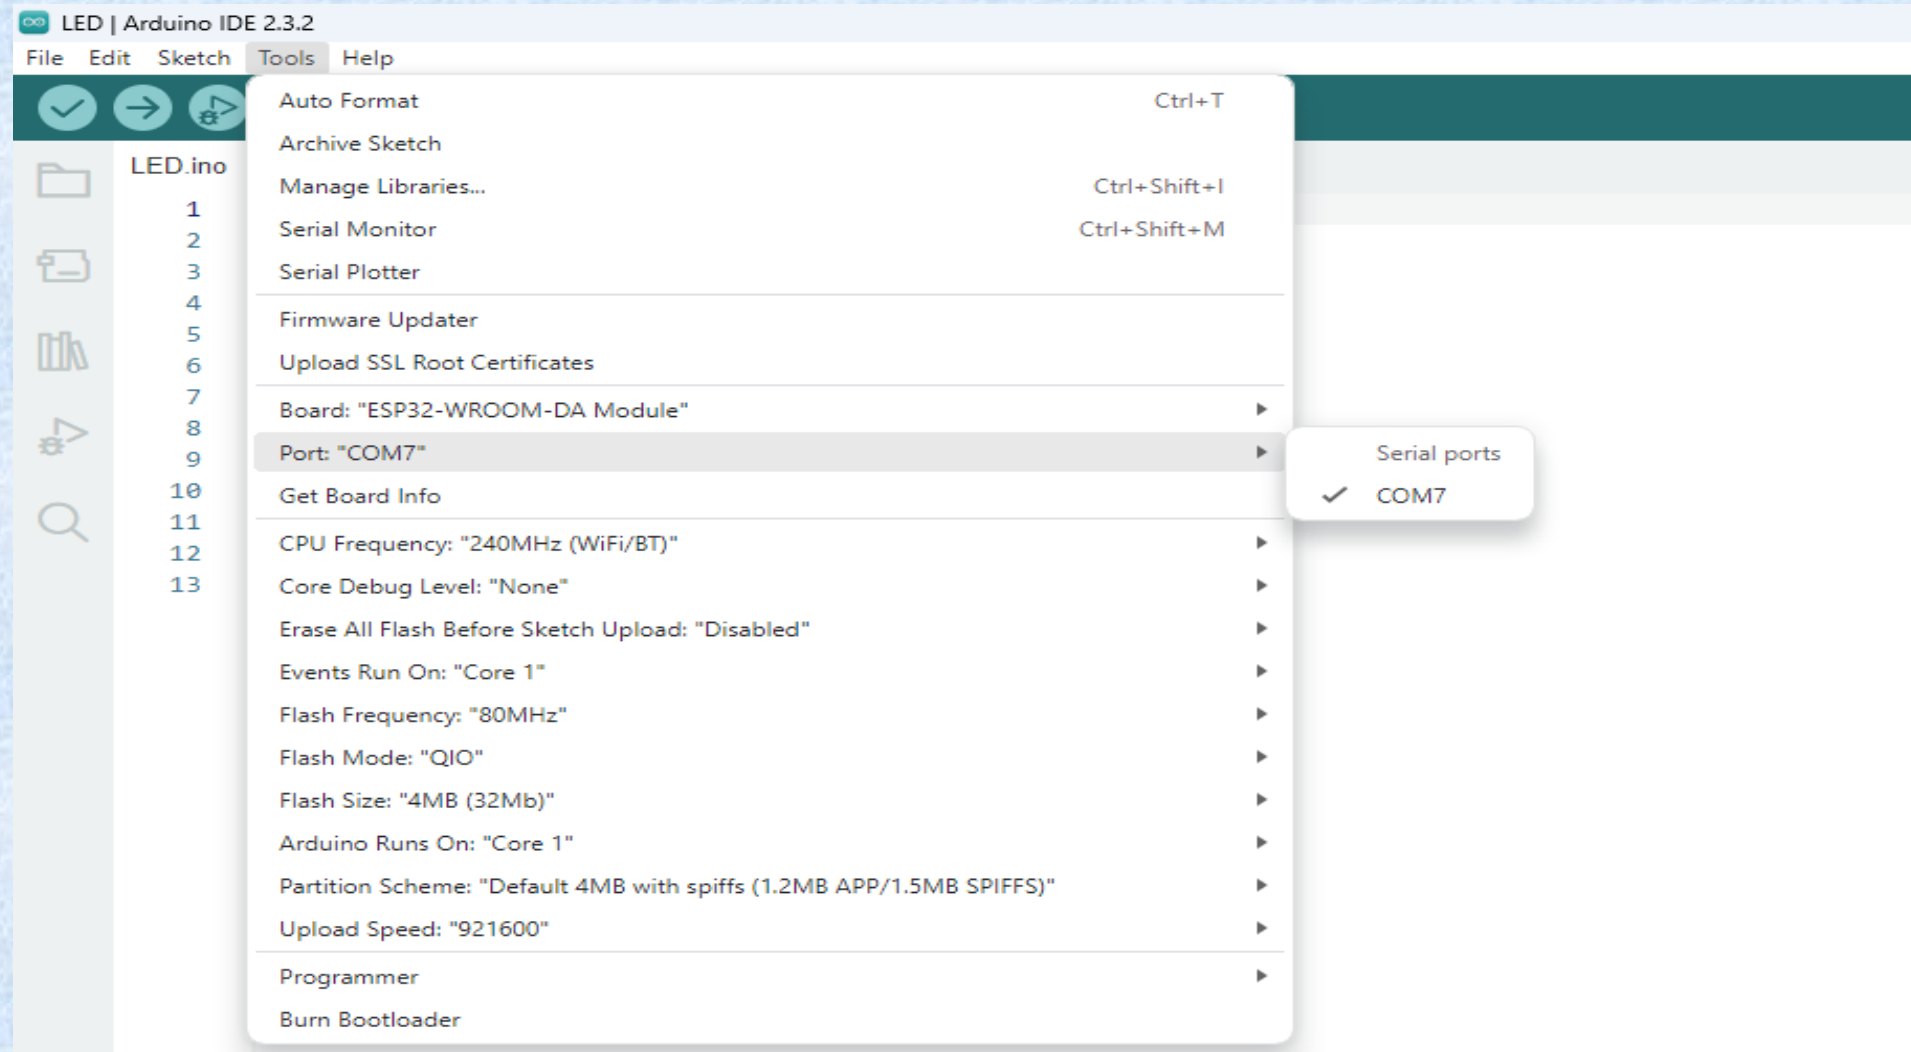 LED | Arduino IDE 2.3.2
File Edit Sketch Tools Help
Auto Format Ctrl+T
Archive Sketch
LED.ino
Manage Libraries... Ctrl+Shift+I
1
Serial Monitor Ctrl+Shift+M
2
Serial Plotter
3
4
Firmware Updater
5
Upload SSL Root Certificates
6
7
Board: "ESP32-WROOM-DA Module"
8
Port: "COM7"
Serial ports
9
Get Board Info
COM7
10
11
CPU Frequency: "240MHz (WiFi/BT)"
12
Core Debug Level: "None"
13
Erase All Flash Before Sketch Upload: "Disabled"
Events Run On: "Core 1"
Flash Frequency: "80MHz"
Flash Mode: "QIO"
Flash Size: "4MB (32Mb)"
Arduino Runs On: "Core 1"
Partition Scheme: "Default 4MB with spiffs (1.2MB APP/1.5MB SPIFFS)"
Upload Speed: "921600"
Programmer
Burn Bootloader